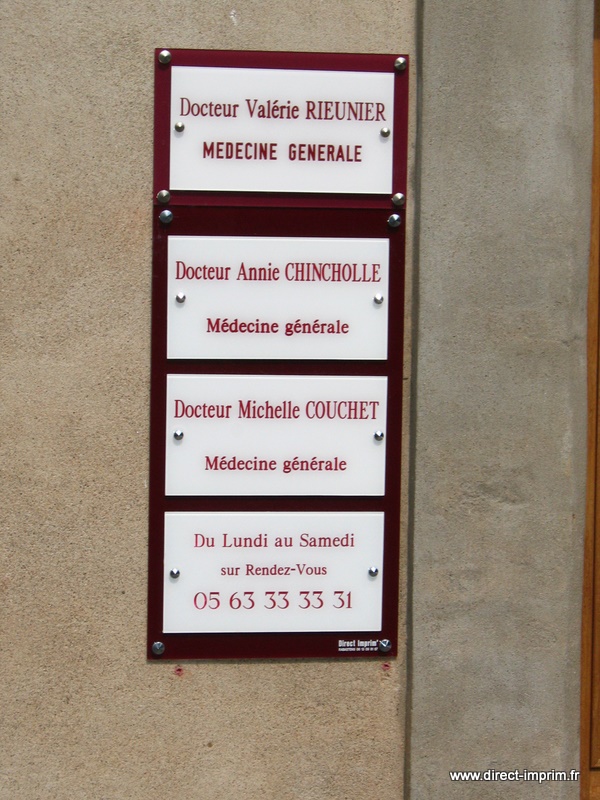 Docteur Valérie RIEUNIER
MEDECINE GENERALE
Docteur Annie CHINCHOLLE
Médecine générale
Docteur Michelle COUCHET
Médecine générale
Du Lundi au Samedi
sur Rendez-Vous
05 63 33 33 31
Direct Imprim'
www.direct-imprim.fr